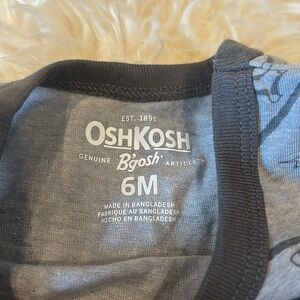 EST. 1895
OSHKOSH
GENUINE B'gosh ARTICLE
6M
MADE IN BANGLADESH
FABRIQUÉ AU BANGLADESH
HECHO EN BANGLADESH